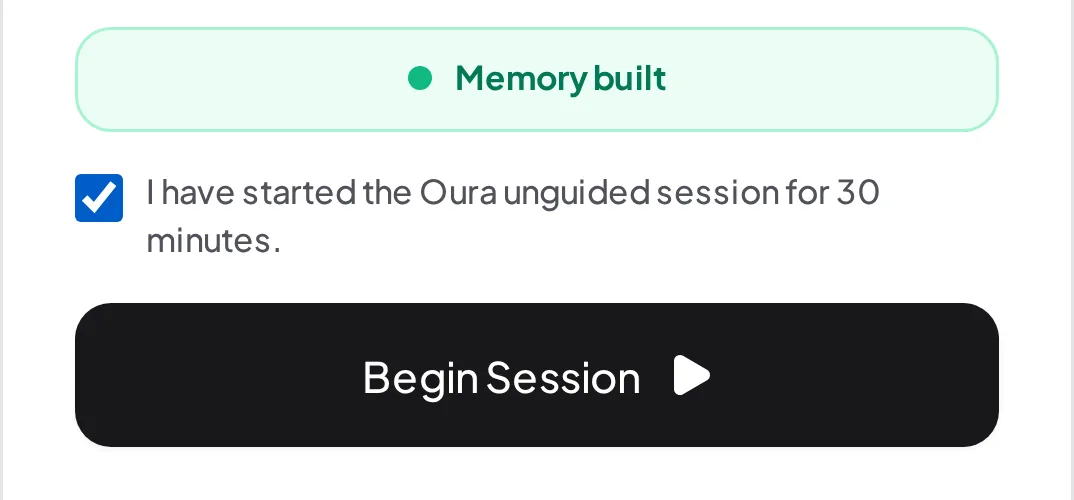 Memory built
I have started the Oura unguided session for 30
minutes.
Begin Session